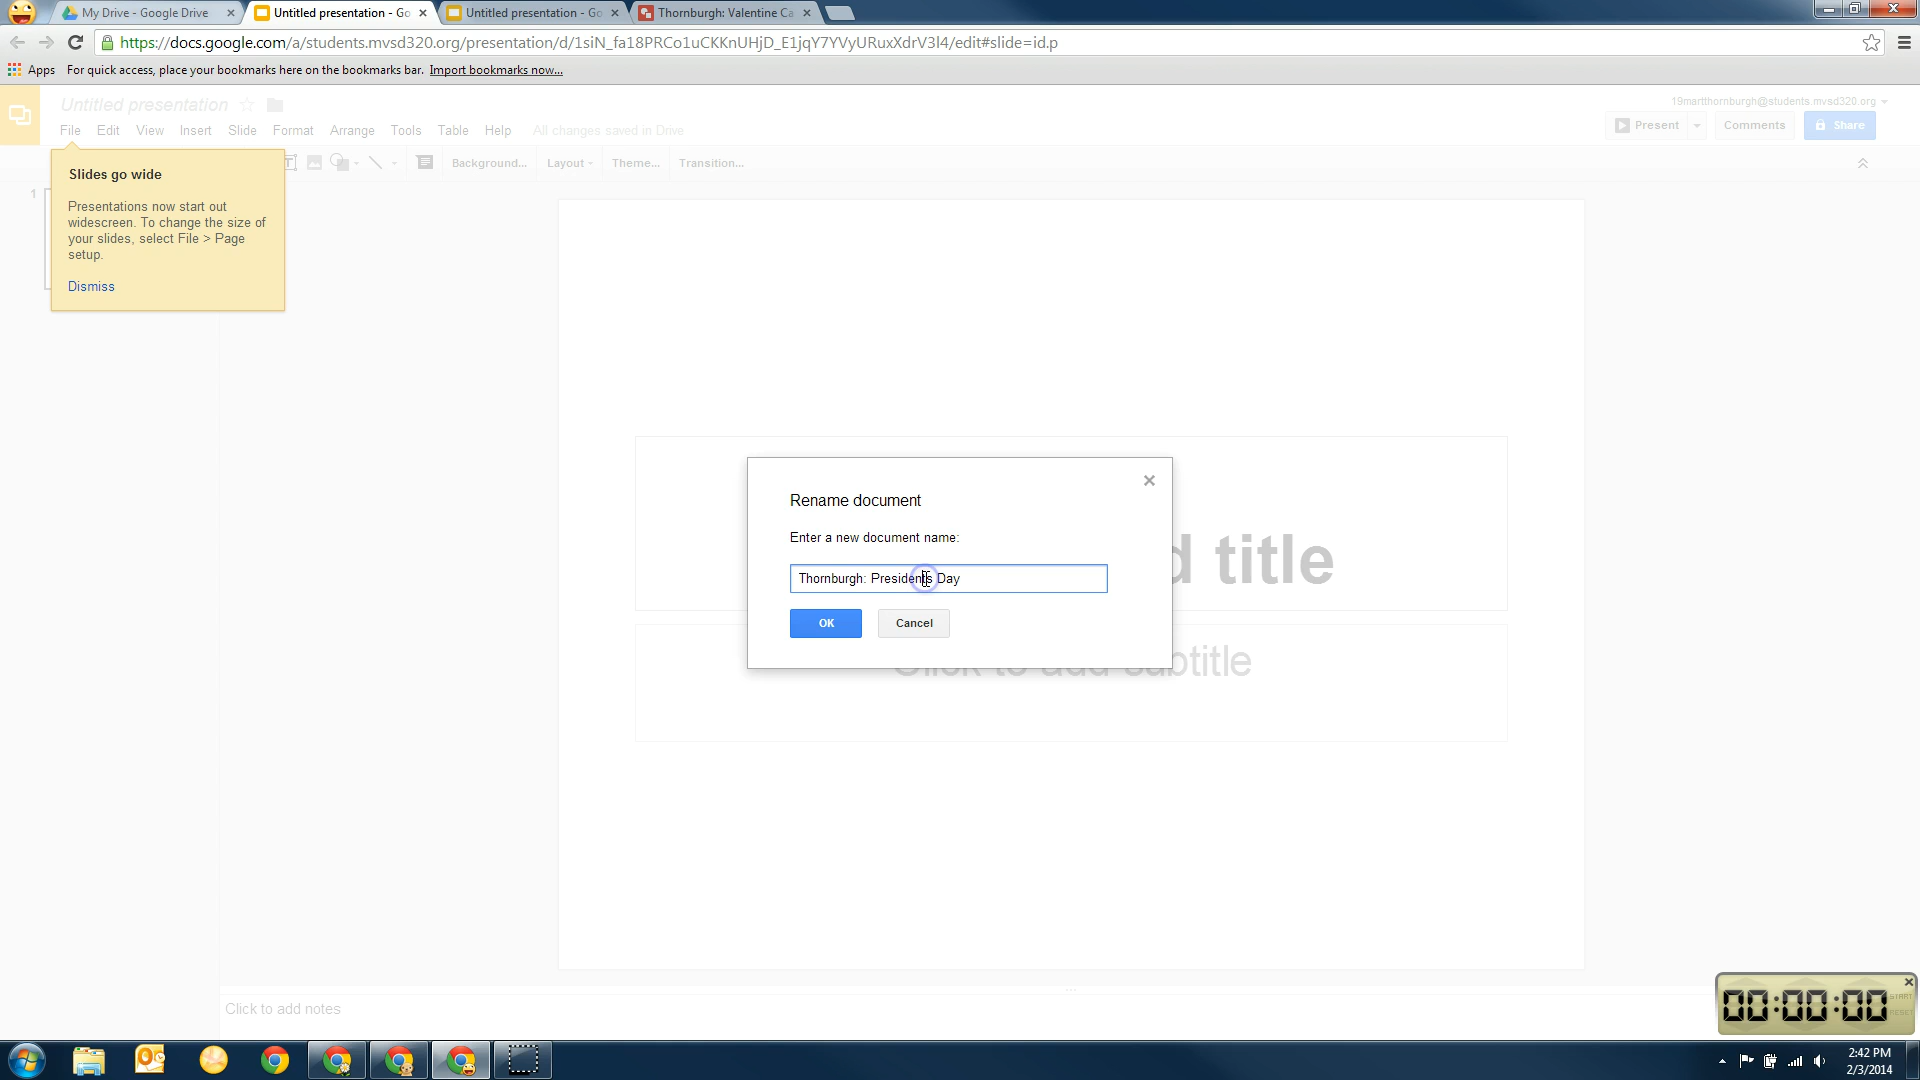 My Drive - Google Drive
Untitled presentation - Go
Untitled presentation - Go
Thornburgh: Valentine Ca
https://docs.google.com/a/students.mvsd320.org/presentation/d/1siN_fa18PRCo1uCKKnUHjD_E1jqY7YVyURuxXdrV3l4/edit#slide=id.p
Apps For quick access, place your bookmarks here on the bookmarks bar. Import bookmarks now...
Untitled presentation
19martthornburgh@students.mvsd320.org
File Edit View Insert Slide Format Arrange Tools Table Help All changes saved in Drive
Present Comments Share
Background... Layout Theme... Transition...
Slides go wide
Presentations now start out
widescreen. To change the size of
your slides, select File > Page
setup.
Dismiss
1
Rename document
Enter a new document name:
Thornburgh: Presidents Day
OK Cancel
title
Click to add subtitle
Click to add notes
00:00:00
START
RESET
2:42 PM
2/3/2014